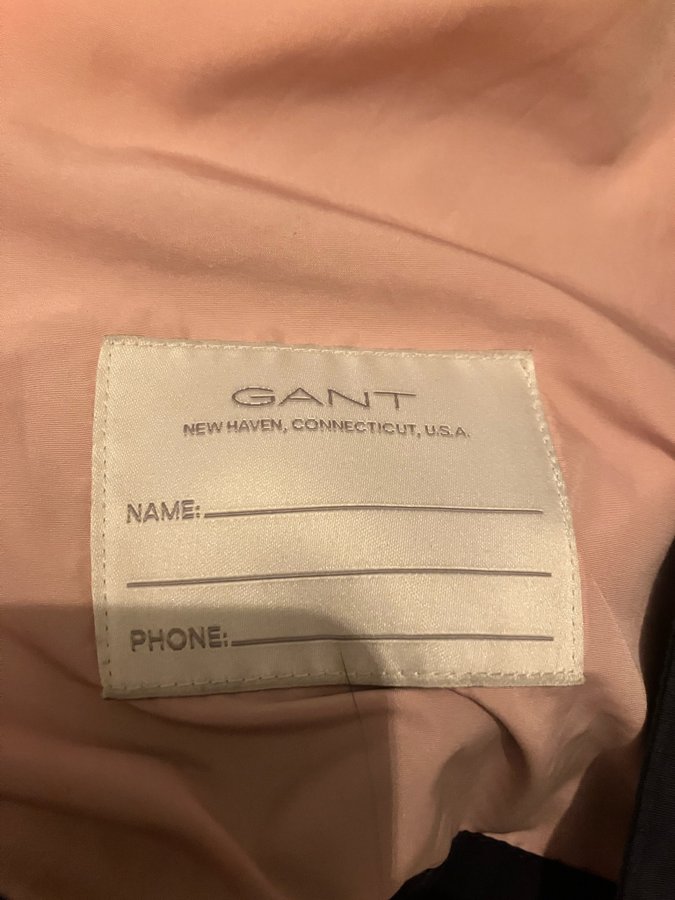 GANT
NEW HAVEN, CONNECTICUT, U.S.A.
NAME:
PHONE: